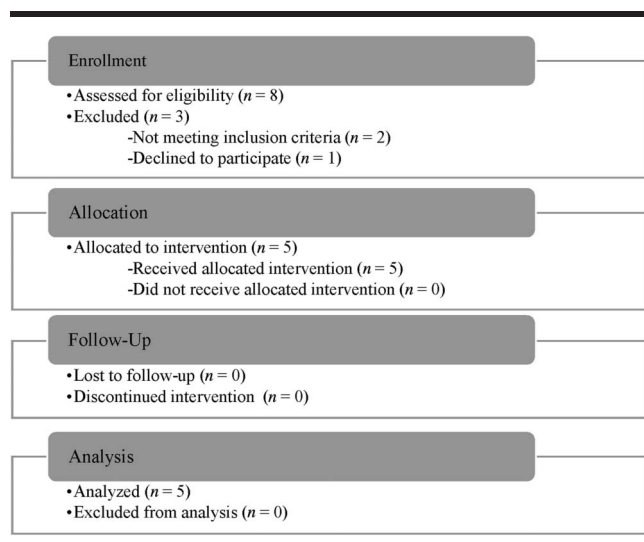 Enrollment
•Assessed for eligibility (n = 8)
•Excluded (n = 3)
-Not meeting inclusion criteria (n = 2)
-Declined to participate (n = 1)
Allocation
•Allocated to intervention (n = 5)
-Received allocated intervention (n = 5)
-Did not receive allocated intervention (n = 0)
Follow-Up
•Lost to follow-up (n = 0)
•Discontinued intervention (n = 0)
Analysis
•Analyzed (n = 5)
•Excluded from analysis (n = 0)